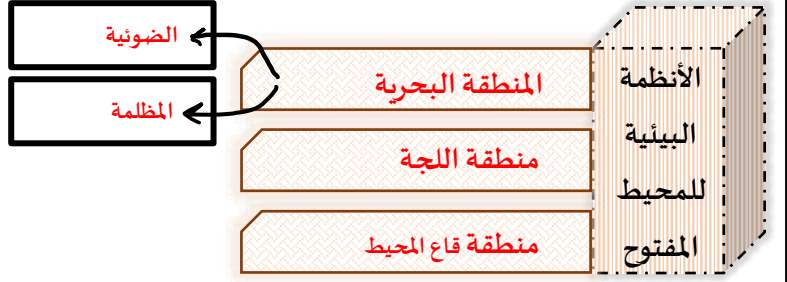 الأنظمة
البيئية
للمحيط
المفتوح
المنطقة البحرية
الضوئية
المظلمة
منطقة اللجة
منطقة قاع المحيط